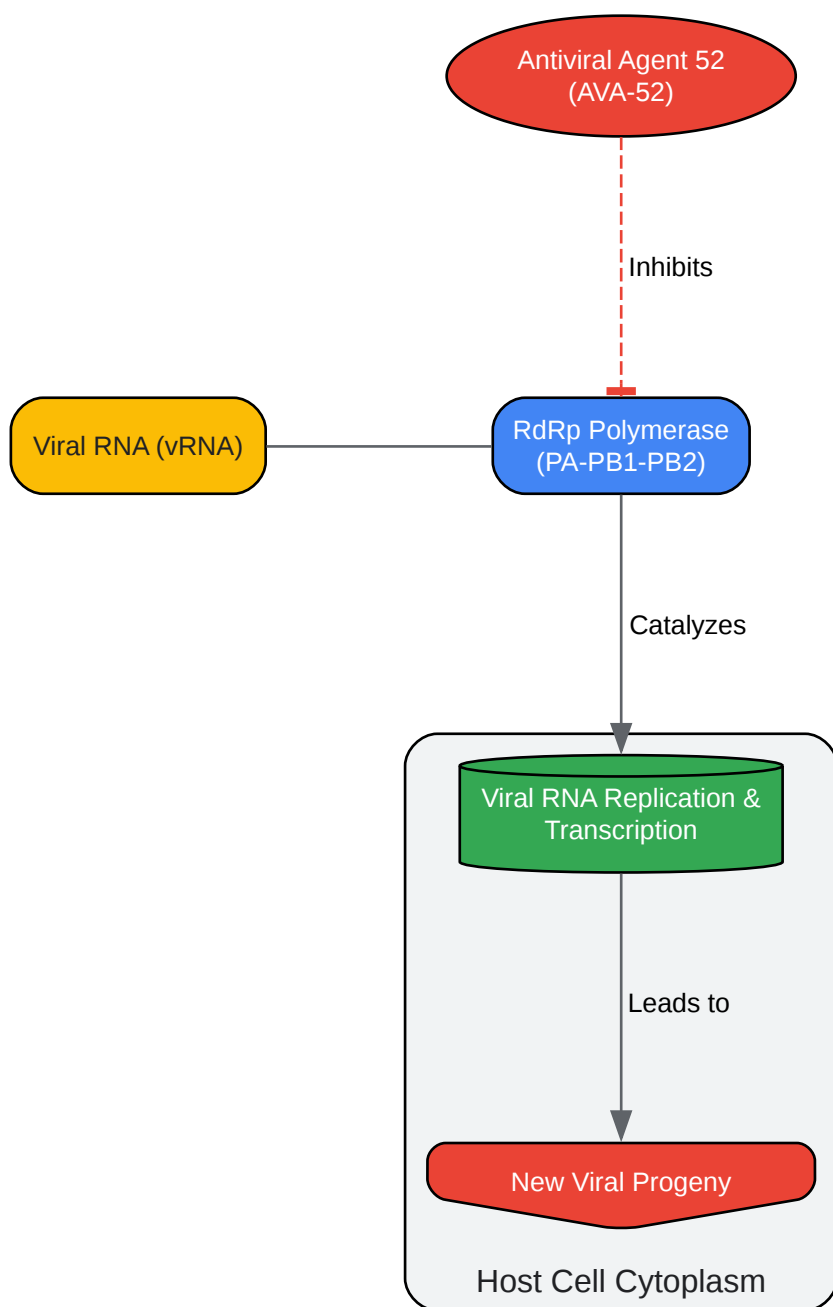 Antiviral Agent 52
(AVA-52)
Inhibits
Viral RNA (vRNA)
RdRp Polymerase
(PA-PB1-PB2)
Catalyzes
Viral RNA Replication &
Transcription
Leads to
New Viral Progeny
Host Cell Cytoplasm